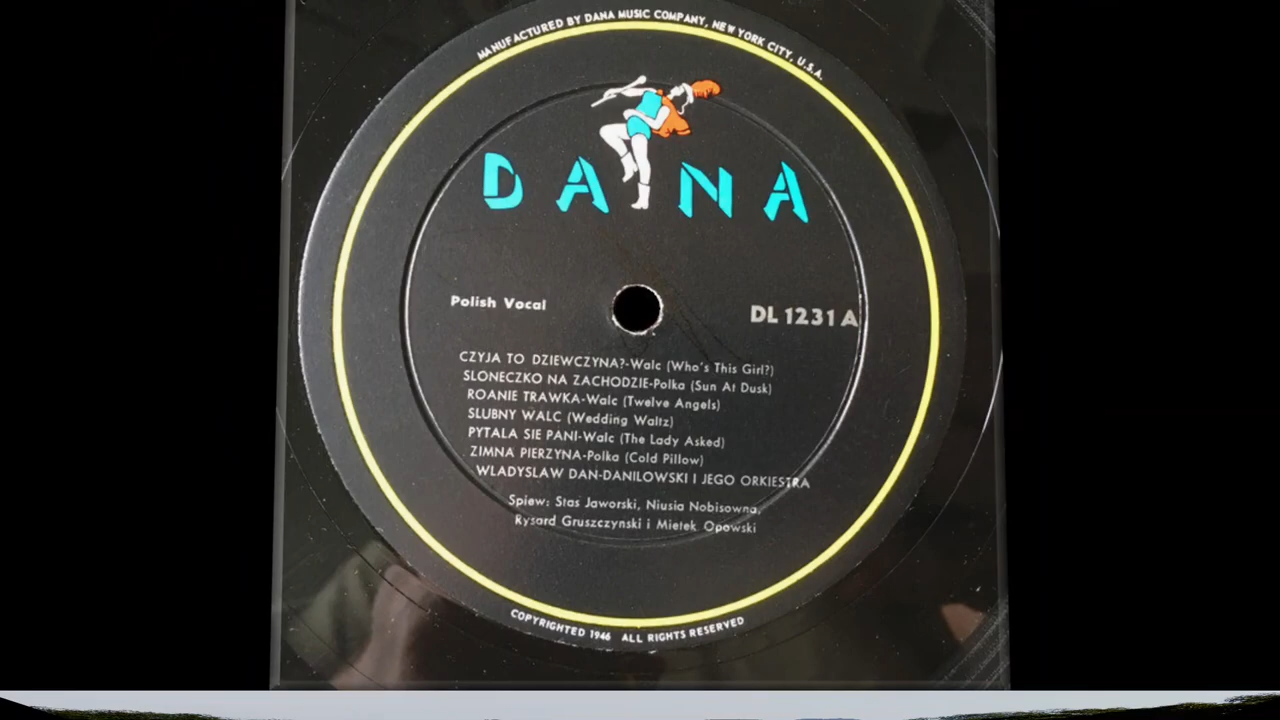 MANUFACTURED BY DANA MUSIC COMPANY, NEW YORK CITY, U.S.A.
DANA
Polish Vocal
DL 1231 A
CZYJA TO DZIEWCZYNA?-Walc (Who's This Girl?)
SLONECZKO NA ZACHODZIE-Polka (Sun At Dusk)
ROANIE TRAWKA-Walc (Twelve Angels)
SLUBNY WALC (Wedding Waltz)
PYTALA SIE PANI-Walc (The Lady Asked)
ZIMNA PIERZYNA-Polka (Cold Pillow)
WLADYSLAW DAN-DANILOWSKI I JEGO ORKIESTRA
Spiew: Stas Jaworski, Niusia Nobisowna,
Rysard Gruszczynski i Mietek Opawski
COPYRIGHTED 1946 ALL RIGHTS RESERVED